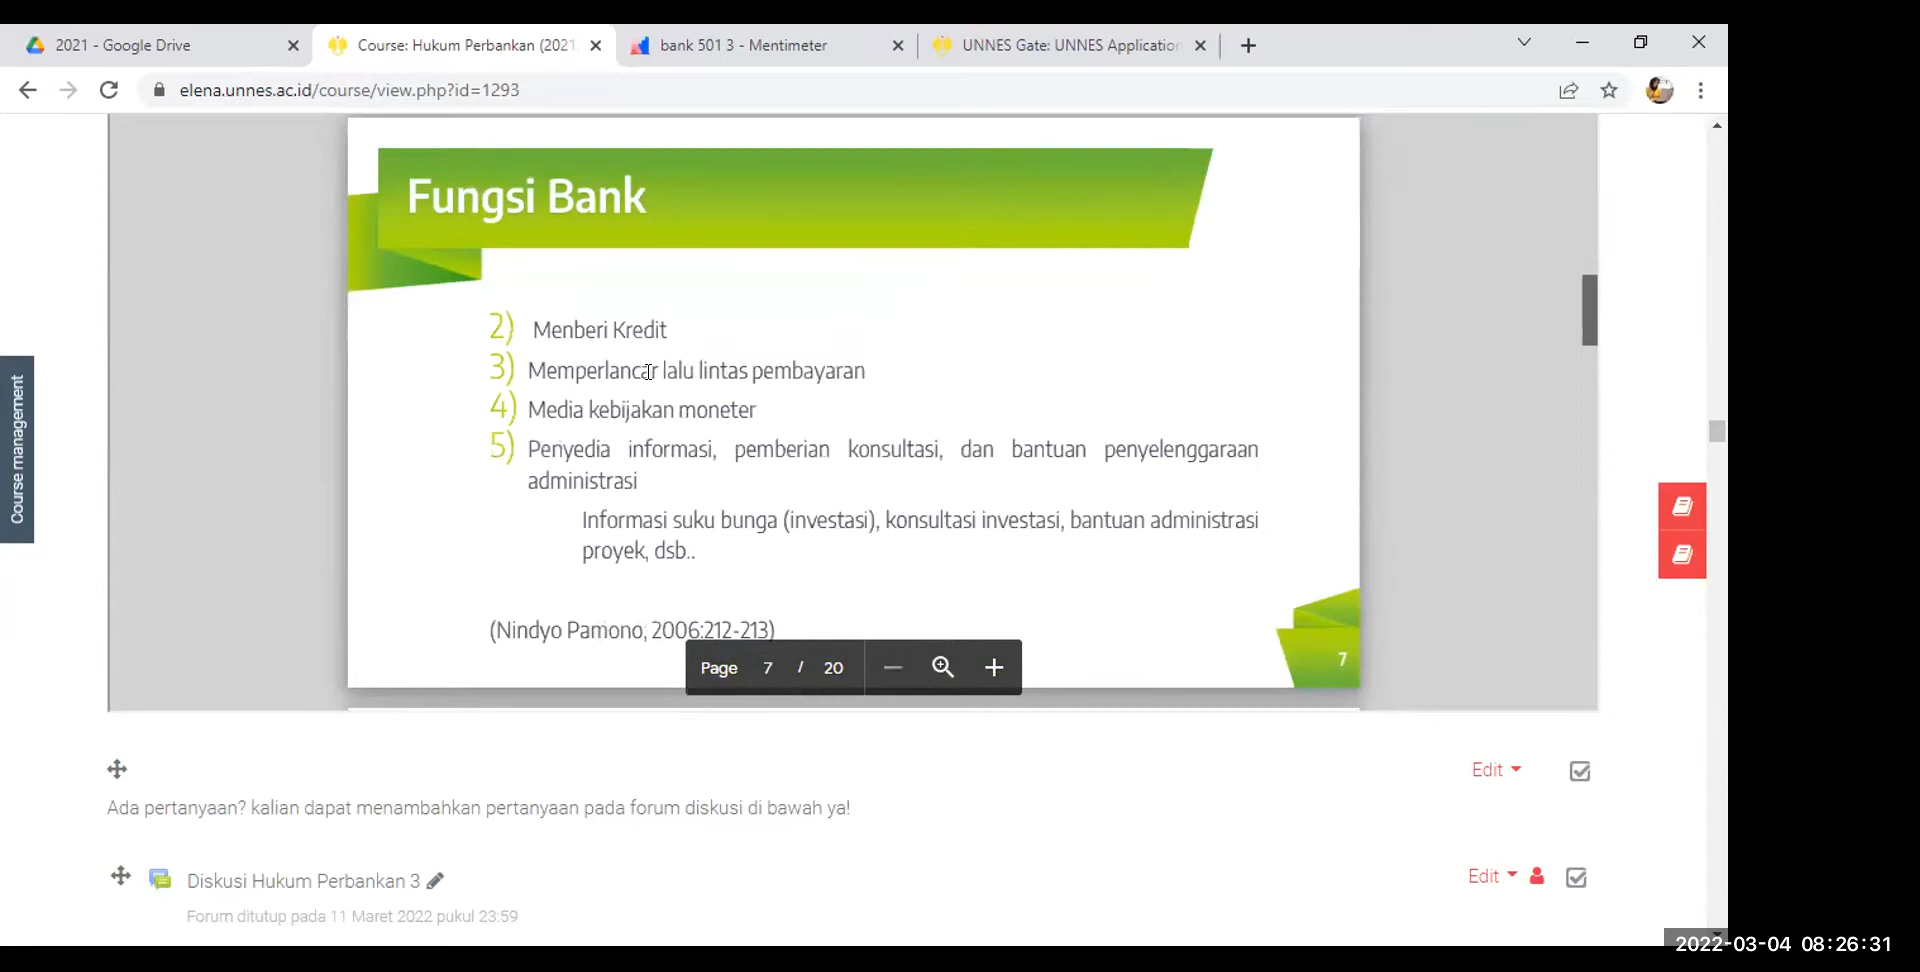 2021 - Google Drive
Course: Hukum Perbankan (2021
bank 501 3 - Mentimeter
UNNES Gate: UNNES Application
elena.unnes.ac.id/course/view.php?id=1293
Fungsi Bank
2) Menberi Kredit
3) Memperlancar lalu lintas pembayaran
4) Media kebijakan moneter
5) Penyedia informasi, pemberian konsultasi, dan bantuan penyelenggaraan
administrasi
Informasi suku bunga (investasi), konsultasi investasi, bantuan administrasi
proyek, dsb..
(Nindyo Pamono, 2006:212-213)
7
Page 7 / 20
Course management
Edit
Ada pertanyaan? kalian dapat menambahkan pertanyaan pada forum diskusi di bawah ya!
Diskusi Hukum Perbankan 3
Edit
Forum ditutup pada 11 Maret 2022 pukul 23:59
2022-03-04 08:26:31